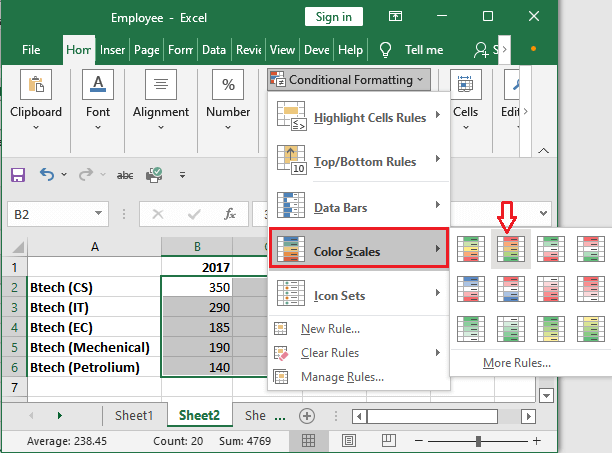 Employee - Excel
Sign in
File Hom Inser Page Forr Data Revi View Deve Help Tell me S
Conditional Formatting
Clipboard Font Alignment Number Cells Edit
Highlight Cells Rules
Top/Bottom Rules
10
abc
B2
Data Bars
A B
Color Scales
1 2017
2 Btech (CS) 350
3 Btech (IT) 290
4 Btech (EC) 185
5 Btech (Mechenical) 190
6 Btech (Petrolium) 140
7
Icon Sets
New Rule...
Clear Rules
Manage Rules...
More Rules...
Sheet1 Sheet2 She ...
Average: 238.45 Count: 20 Sum: 4769